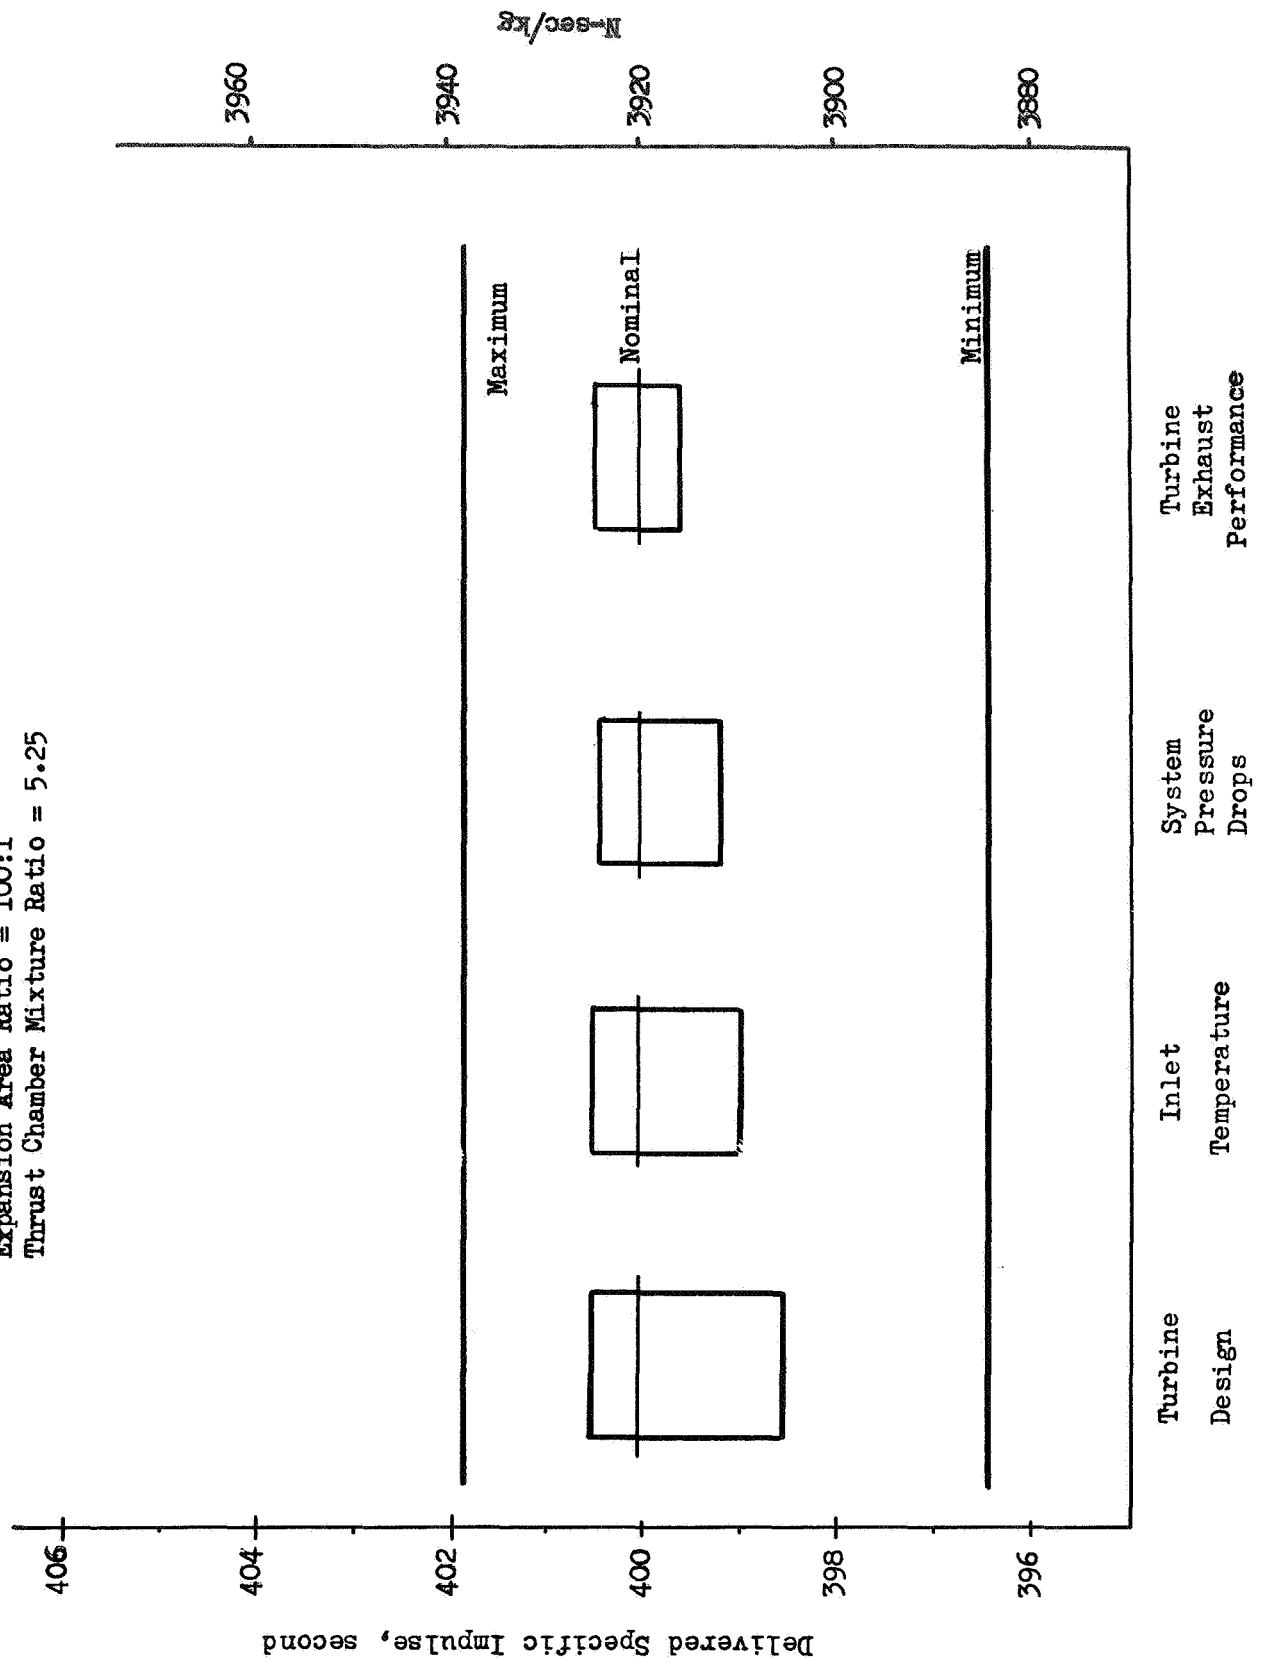 Expansion Area Ratio = 100:1
Thrust Chamber Mixture Ratio = 5.25
Delivered Specific Impulse, second
406
404
402
400
398
396
N-sec/kg
3960
3940
3920
3900
3880
Maximum
Nominal
Minimum
Turbine
Design
Inlet
Temperature
System
Pressure
Drops
Turbine
Exhaust
Performance